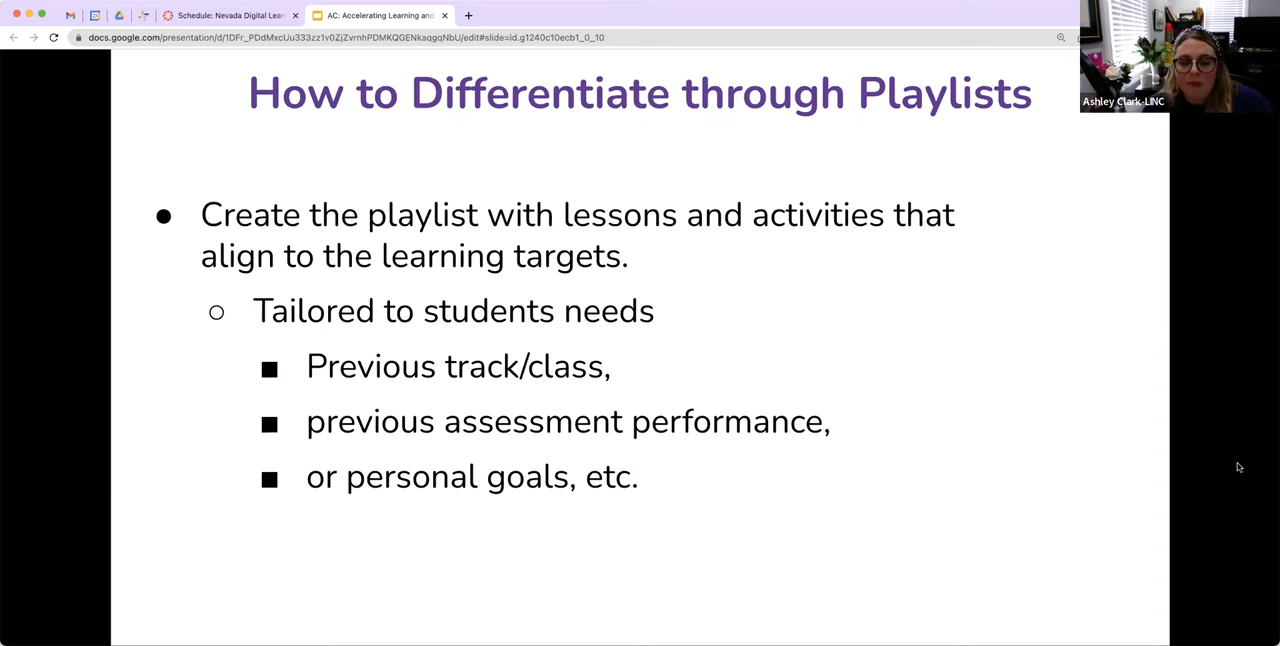 Schedule: Nevada Digital Lear
AC: Accelerating Learning and
docs.google.com/presentation/d/1DFr_PDdMxcUu333zz1v0ZjZvrnhPDMKQGENkaqgqNbU/edit#slide=id.g1240c10ecb1_0_10
Ashley Clark-LINC
How to Differentiate through Playlists
● Create the playlist with lessons and activities that
align to the learning targets.
○ Tailored to students needs
■ Previous track/class,
■ previous assessment performance,
■ or personal goals, etc.